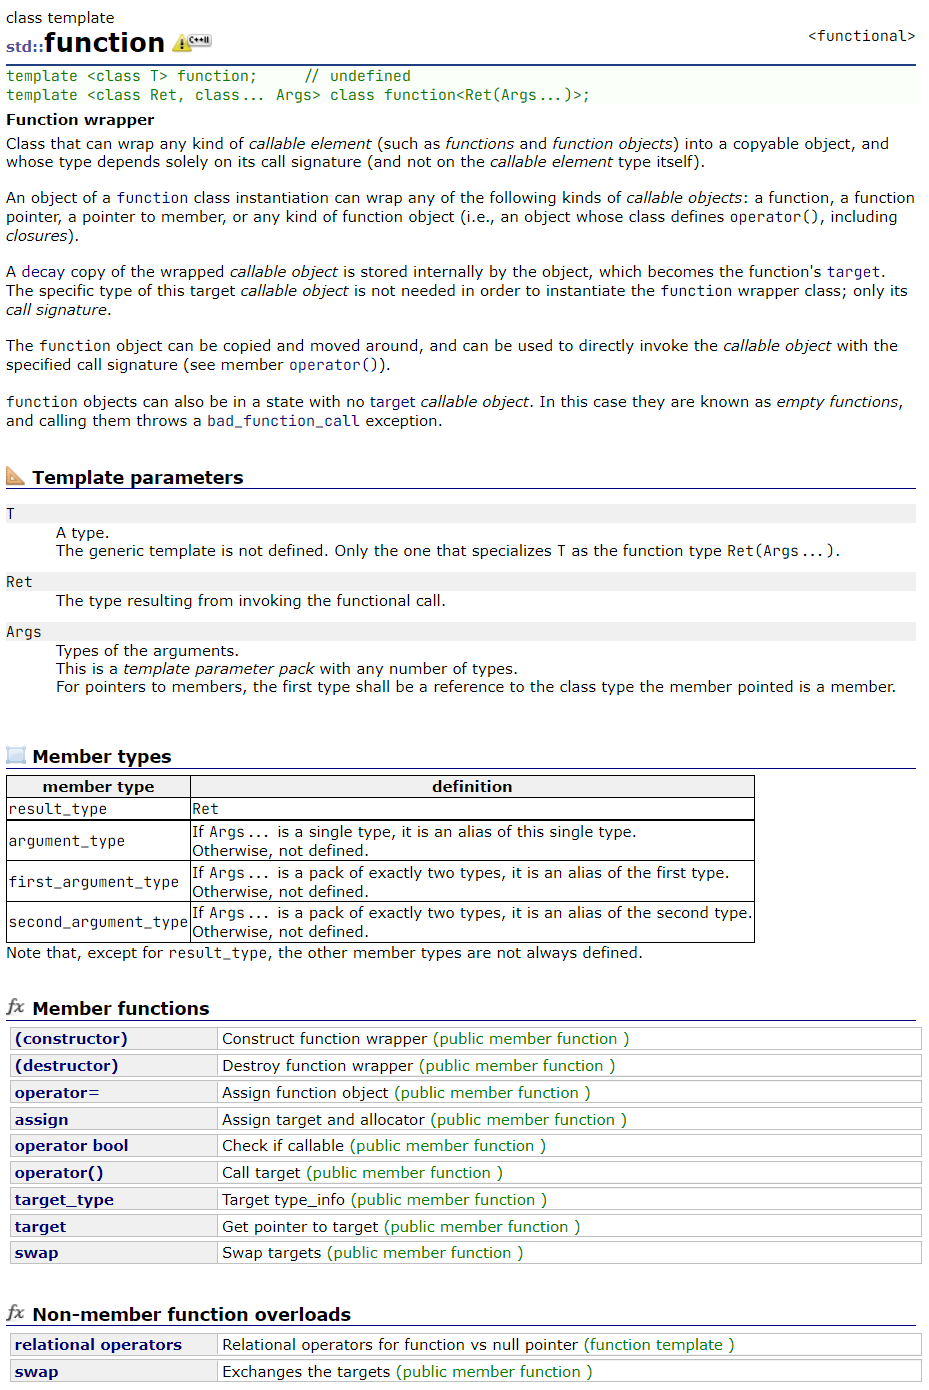 class template
std::function C++11
<functional>
template <class T> function;     // undefined
template <class Ret, class... Args> class function<Ret(Args...)>;
Function wrapper
Class that can wrap any kind of callable element (such as functions and function objects) into a copyable object, and
whose type depends solely on its call signature (and not on the callable element type itself).
An object of a function class instantiation can wrap any of the following kinds of callable objects: a function, a function
pointer, a pointer to member, or any kind of function object (i.e., an object whose class defines operator(), including
closures).
A decay copy of the wrapped callable object is stored internally by the object, which becomes the function's target.
The specific type of this target callable object is not needed in order to instantiate the function wrapper class; only its
call signature.
The function object can be copied and moved around, and can be used to directly invoke the callable object with the
specified call signature (see member operator()).
function objects can also be in a state with no target callable object. In this case they are known as empty functions,
and calling them throws a bad_function_call exception.
Template parameters
T
A type.
The generic template is not defined. Only the one that specializes T as the function type Ret(Args...).
Ret
The type resulting from invoking the functional call.
Args
Types of the arguments.
This is a template parameter pack with any number of types.
For pointers to members, the first type shall be a reference to the class type the member pointed is a member.
Member types
member type definition
result_type Ret
argument_type If Args... is a single type, it is an alias of this single type.
Otherwise, not defined.
first_argument_type If Args... is a pack of exactly two types, it is an alias of the first type.
Otherwise, not defined.
second_argument_type If Args... is a pack of exactly two types, it is an alias of the second type.
Otherwise, not defined.
Note that, except for result_type, the other member types are not always defined.
fx Member functions
(constructor) Construct function wrapper (public member function )
(destructor) Destroy function wrapper (public member function )
operator= Assign function object (public member function )
assign Assign target and allocator (public member function )
operator bool Check if callable (public member function )
operator() Call target (public member function )
target_type Target type_info (public member function )
target Get pointer to target (public member function )
swap Swap targets (public member function )
fx Non-member function overloads
relational operators Relational operators for function vs null pointer (function template )
swap Exchanges the targets (public member function )